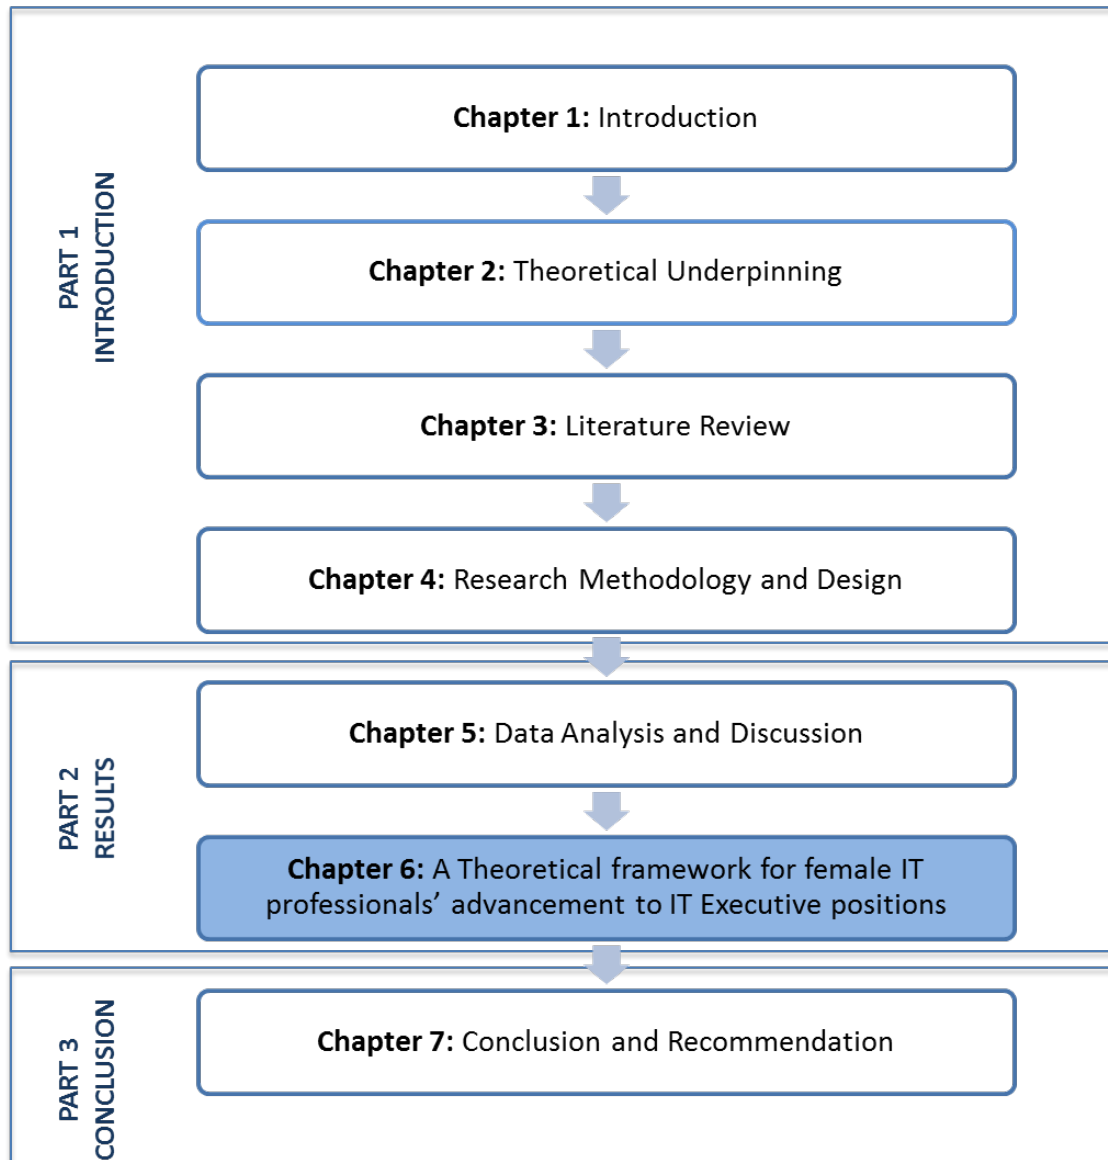 PART 1
INTRODUCTION
Chapter 1: Introduction
Chapter 2: Theoretical Underpinning
Chapter 3: Literature Review
Chapter 4: Research Methodology and Design
PART 2
RESULTS
Chapter 5: Data Analysis and Discussion
Chapter 6: A Theoretical framework for female IT
professionals’ advancement to IT Executive positions
PART 3
CONCLUSION
Chapter 7: Conclusion and Recommendation